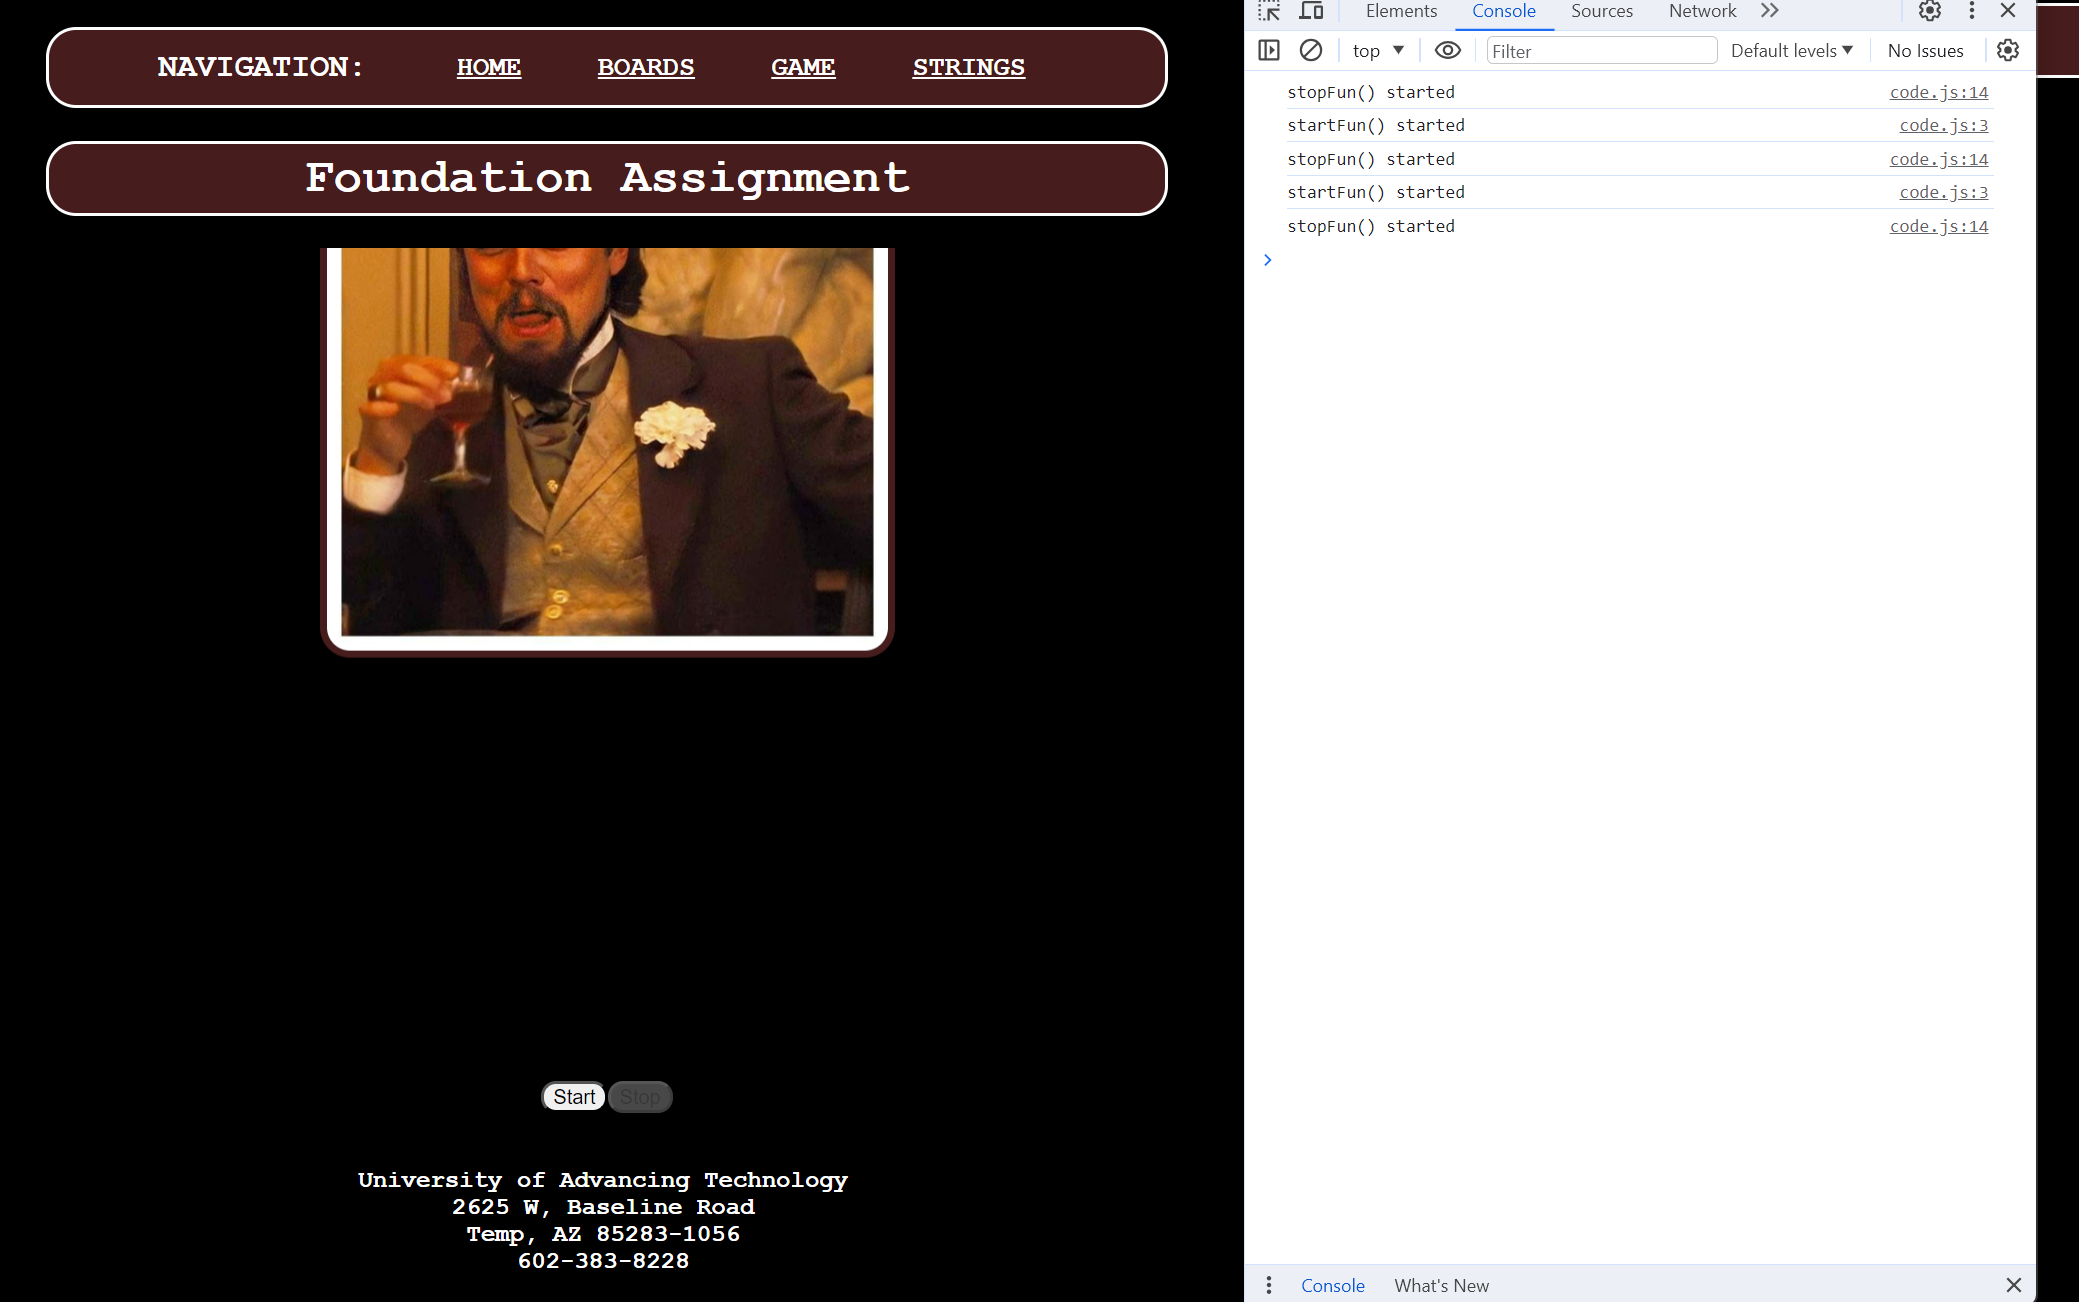 NAVIGATION: HOME BOARDS GAME STRINGS
Foundation Assignment
Start Stop
University of Advancing Technology
2625 W, Baseline Road
Temp, AZ 85283-1056
602-383-8228
Elements Console Sources Network
top Filter Default levels No Issues
stopFun() started code.js:14
startFun() started code.js:3
stopFun() started code.js:14
startFun() started code.js:3
stopFun() started code.js:14
Console What's New